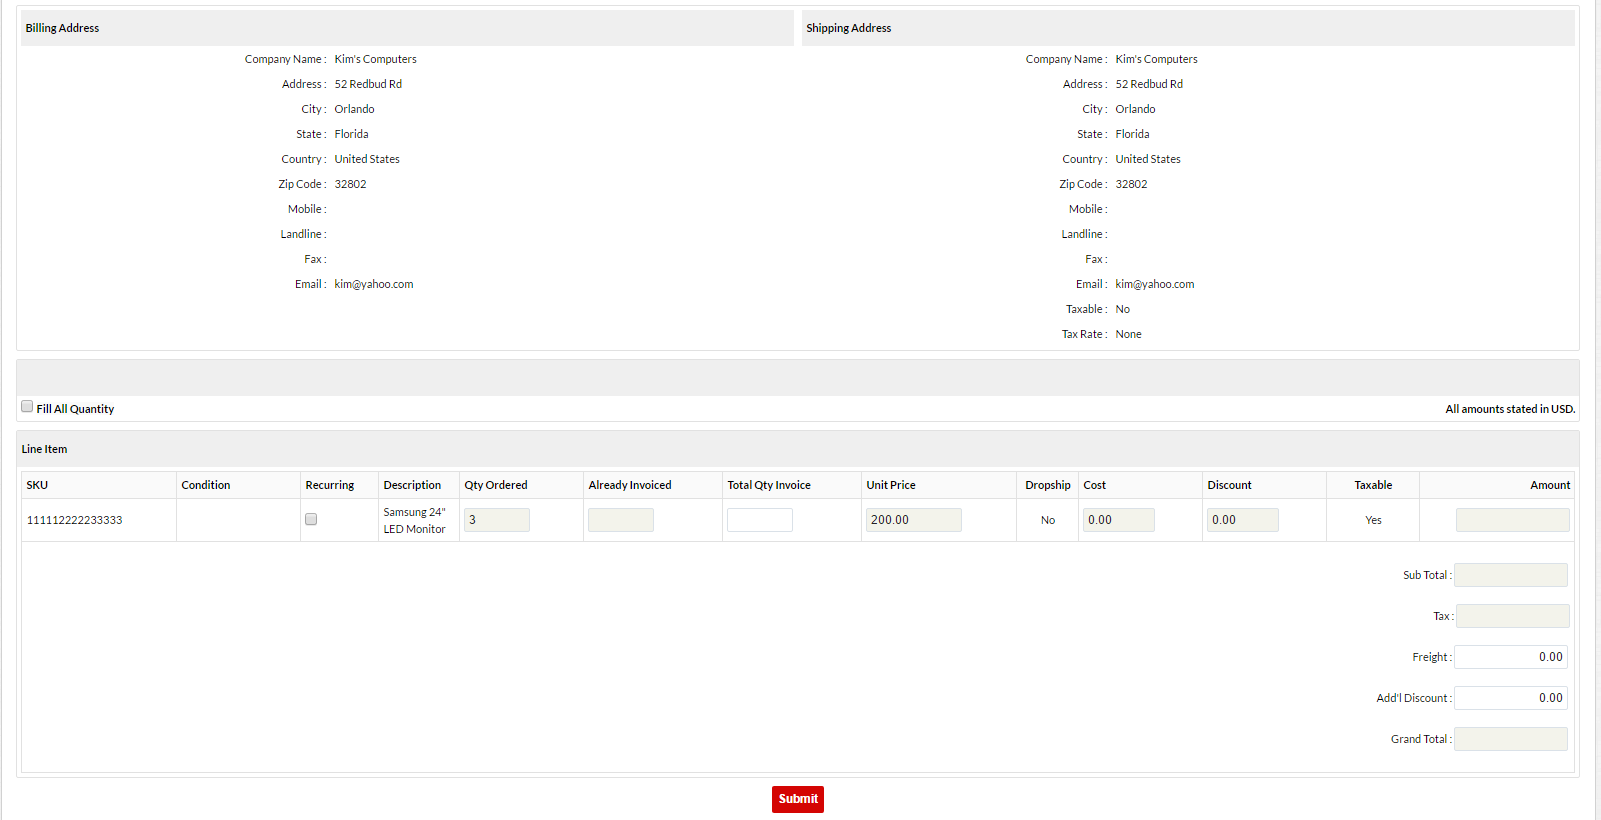 Billing Address
Company Name : Kim's Computers
Address : 52 Redbud Rd
City : Orlando
State : Florida
Country : United States
Zip Code : 32802
Mobile :
Landline :
Fax :
Email : kim@yahoo.com
Shipping Address
Company Name : Kim's Computers
Address : 52 Redbud Rd
City : Orlando
State : Florida
Country : United States
Zip Code : 32802
Mobile :
Landline :
Fax :
Email : kim@yahoo.com
Taxable : No
Tax Rate : None
Fill All Quantity
All amounts stated in USD.
Line Item
SKU Condition Recurring Description Qty Ordered Already Invoiced Total Qty Invoice Unit Price Dropship Cost Discount Taxable Amount
111112222233333 Samsung 24" LED Monitor 3 200.00 No 0.00 0.00 Yes
Sub Total :
Tax :
Freight : 0.00
Add'l Discount : 0.00
Grand Total :
Submit